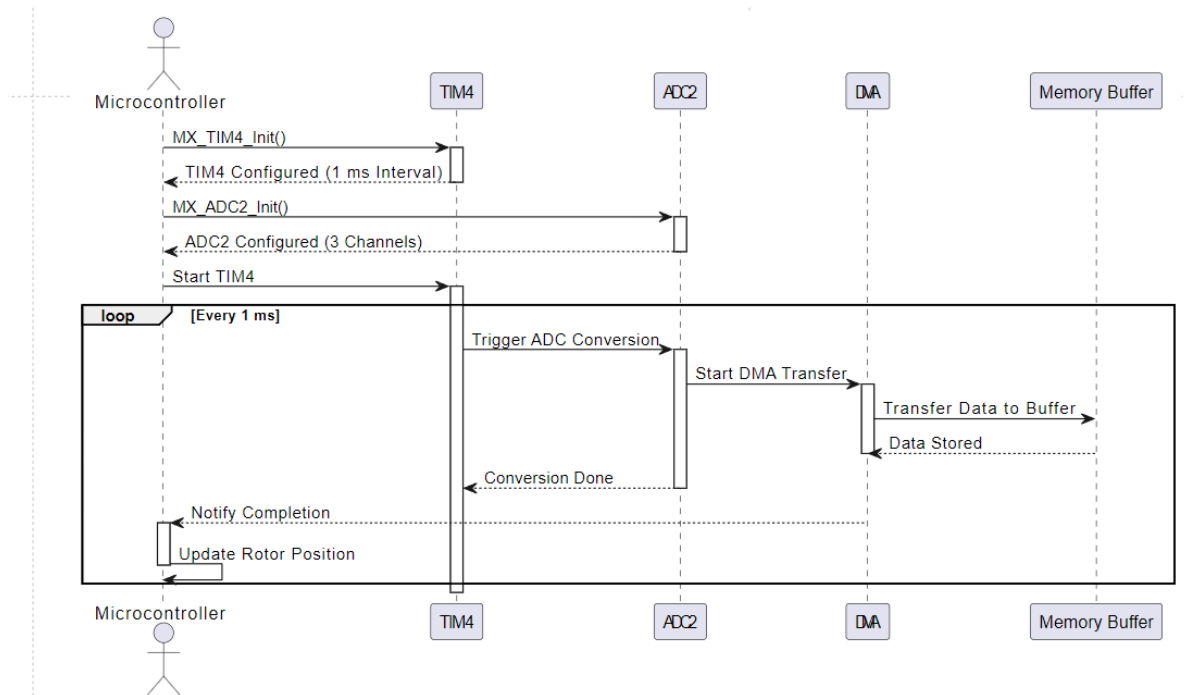 Microcontroller
TIM4
ADC2
DMA
Memory Buffer
MX_TIM4_Init()
TIM4 Configured (1 ms Interval)
MX_ADC2_Init()
ADC2 Configured (3 Channels)
Start TIM4
loop [Every 1 ms]
Trigger ADC Conversion
Start DMA Transfer
Transfer Data to Buffer
Data Stored
Conversion Done
Notify Completion
Update Rotor Position
Microcontroller
TIM4
ADC2
DMA
Memory Buffer